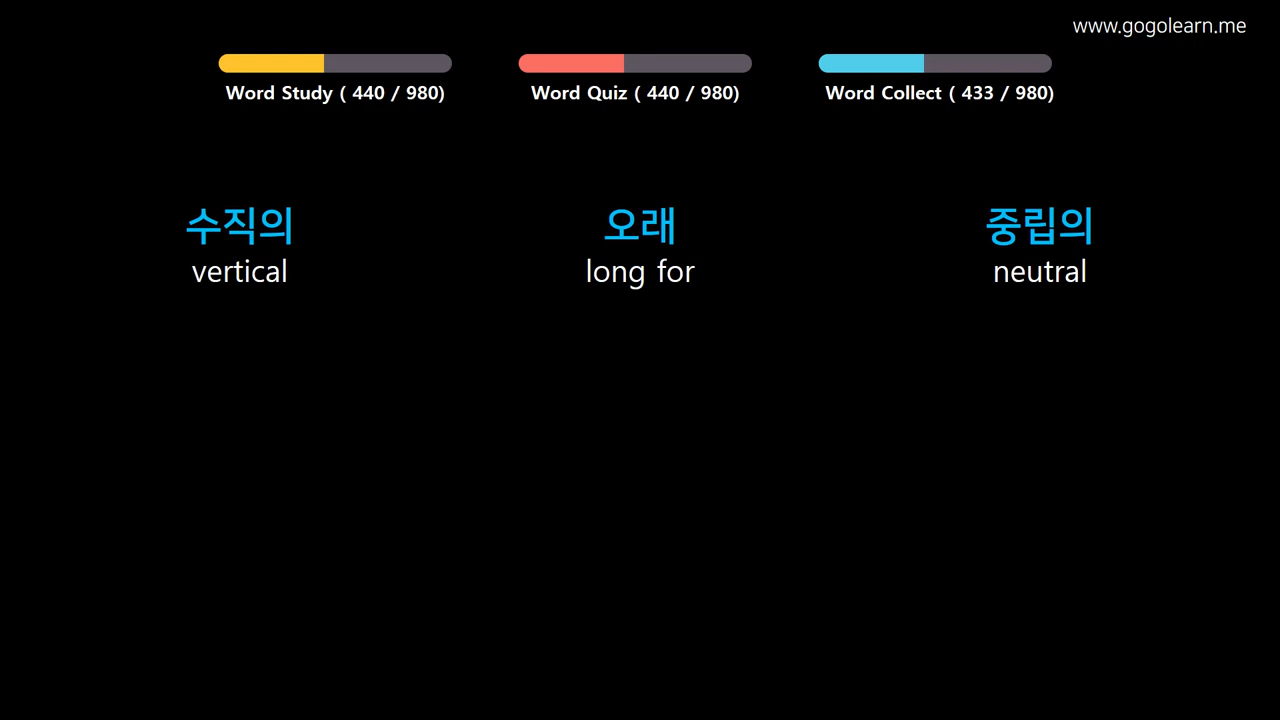 www.gogolearn.me
Word Study ( 440 / 980)
Word Quiz ( 440 / 980)
Word Collect ( 433 / 980)
수직의
vertical
오래
long for
중립의
neutral